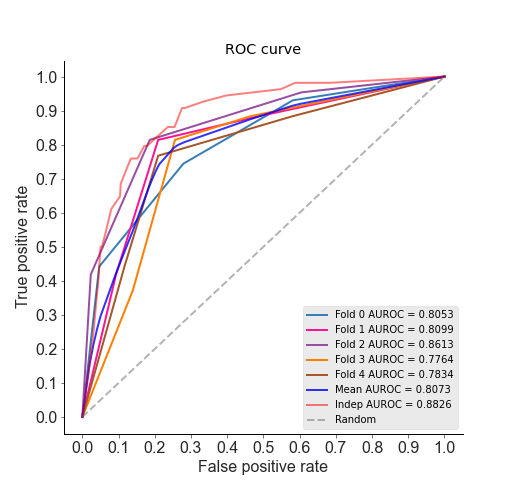 ROC curve
True positive rate
1.0
0.9
0.8
0.7
0.6
0.5
0.4
0.3
0.2
0.1
0.0
Fold 0 AUROC = 0.8053
Fold 1 AUROC = 0.8099
Fold 2 AUROC = 0.8613
Fold 3 AUROC = 0.7764
Fold 4 AUROC = 0.7834
Mean AUROC = 0.8073
Indep AUROC = 0.8826
Random
0.0 0.1 0.2 0.3 0.4 0.5 0.6 0.7 0.8 0.9 1.0
False positive rate